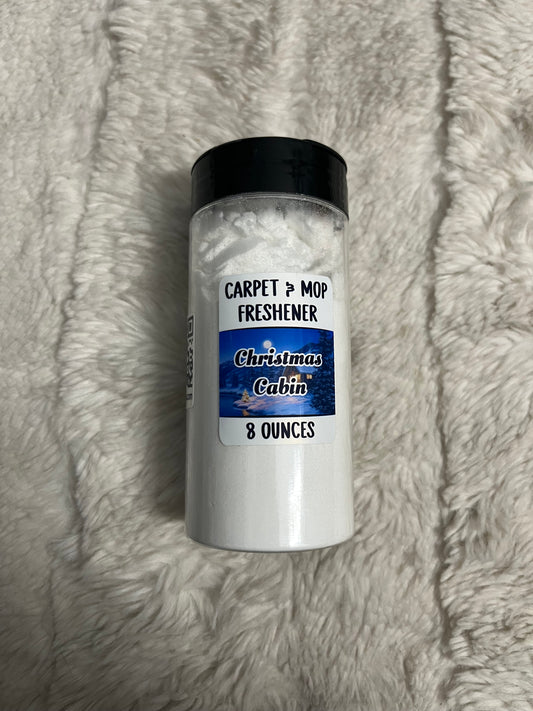 CARPET & MOP
FRESHENER
Christmas
Cabin
8 OUNCES